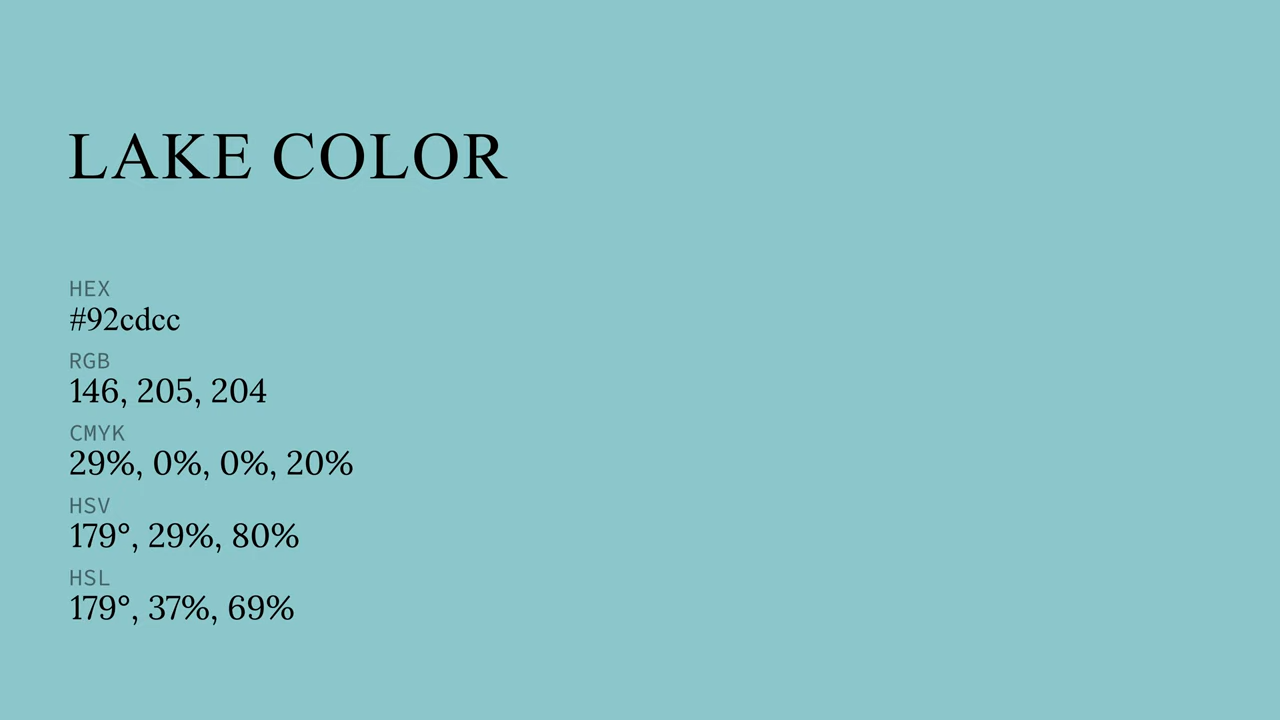 LAKE COLOR
HEX
#92cdcc
RGB
146, 205, 204
CMYK
29%, 0%, 0%, 20%
HSV
179°, 29%, 80%
HSL
179°, 37%, 69%